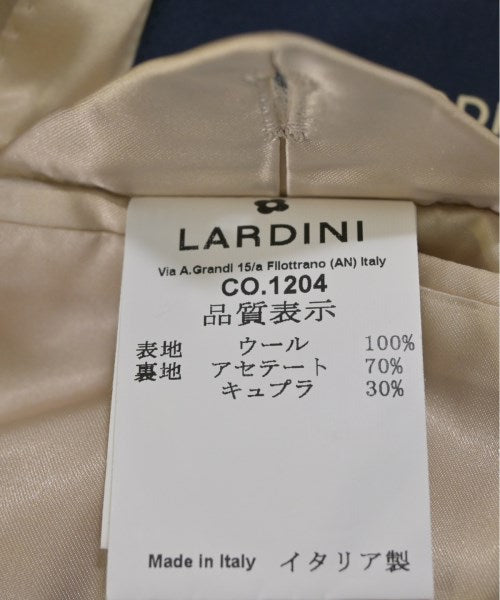 LARDINI
Via A.Grandi 15/a Filottrano (AN) Italy
CO.1204
品質表示
表地 ウール 100%
裏地 アセテート 70%
キュプラ 30%
Made in Italy イタリア製